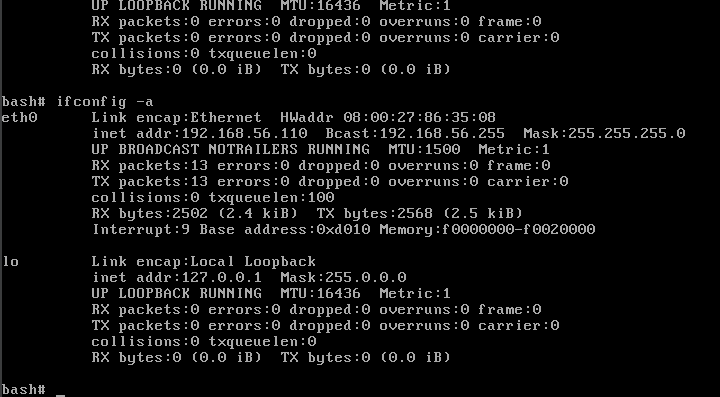 UP LOOPBACK RUNNING  MTU:16436  Metric:1
RX packets:0 errors:0 dropped:0 overruns:0 frame:0
TX packets:0 errors:0 dropped:0 overruns:0 carrier:0
collisions:0 txqueuelen:0
RX bytes:0 (0.0 iB)  TX bytes:0 (0.0 iB)
bash# ifconfig -a
eth0      Link encap:Ethernet  HWaddr 08:00:27:86:35:08
inet addr:192.168.56.110  Bcast:192.168.56.255  Mask:255.255.255.0
UP BROADCAST NOTRAILERS RUNNING  MTU:1500  Metric:1
RX packets:13 errors:0 dropped:0 overruns:0 frame:0
TX packets:13 errors:0 dropped:0 overruns:0 carrier:0
collisions:0 txqueuelen:100
RX bytes:2502 (2.4 kiB)  TX bytes:2568 (2.5 kiB)
Interrupt:9 Base address:0xd010 Memory:f0000000-f0020000
lo        Link encap:Local Loopback
inet addr:127.0.0.1  Mask:255.0.0.0
UP LOOPBACK RUNNING  MTU:16436  Metric:1
RX packets:0 errors:0 dropped:0 overruns:0 frame:0
TX packets:0 errors:0 dropped:0 overruns:0 carrier:0
collisions:0 txqueuelen:0
RX bytes:0 (0.0 iB)  TX bytes:0 (0.0 iB)
bash# _